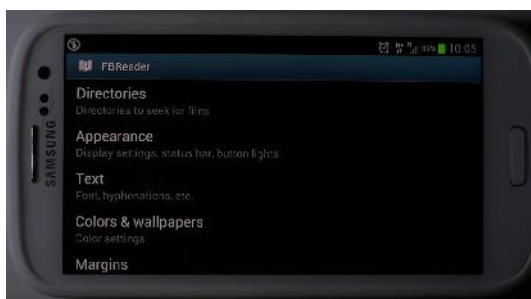 10:05
FBReader
Directories
Directories to seek for files
Appearance
Display settings, status bar, button lights
Text
Font, hyphenations, etc.
Colors & wallpapers
Color settings
Margins
SAMSUNG